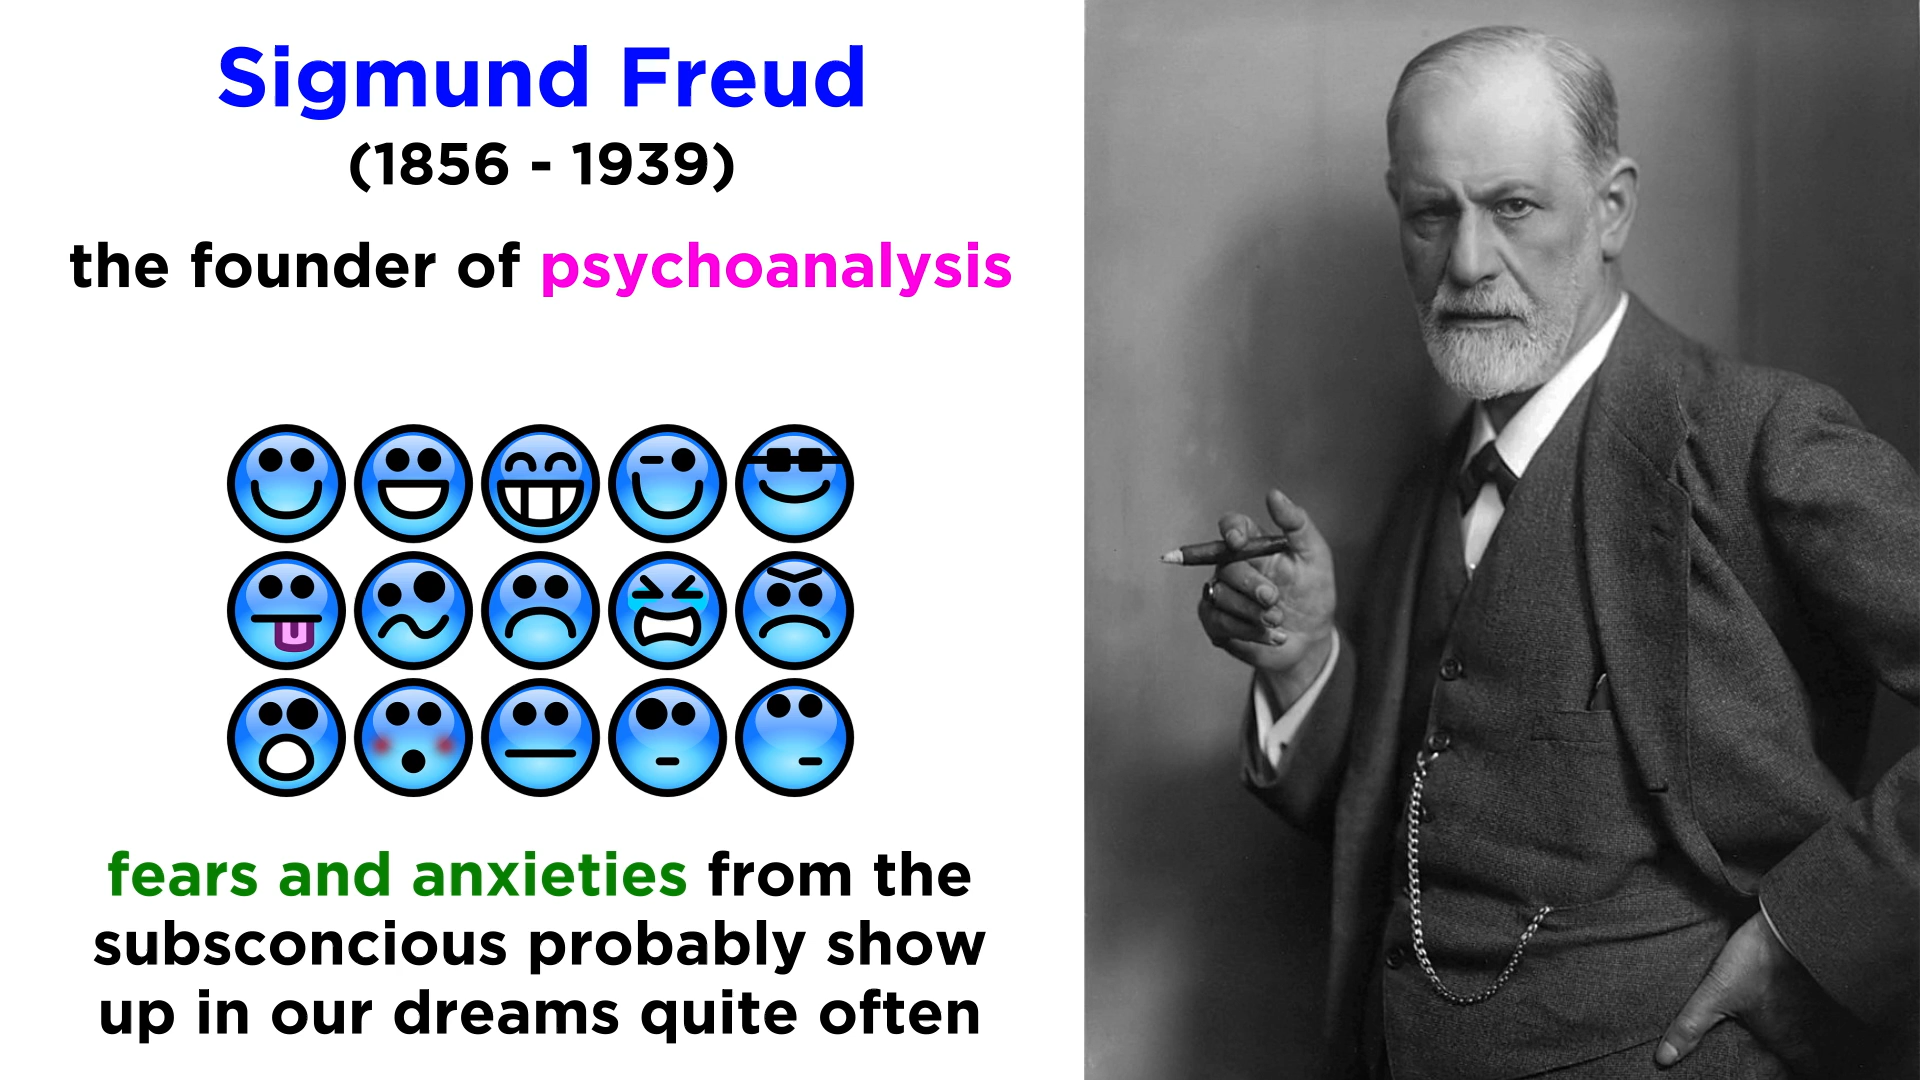 Sigmund Freud
(1856 - 1939)
the founder of psychoanalysis
fears and anxieties from the
subsconcious probably show
up in our dreams quite often